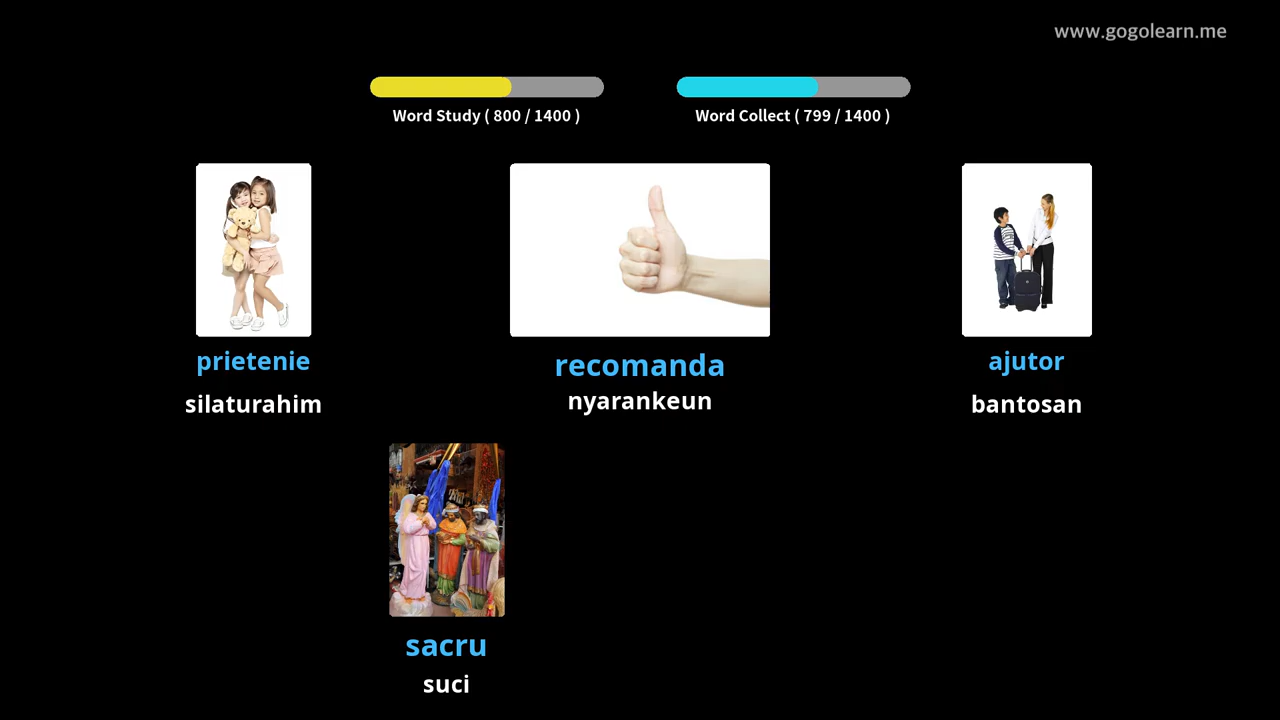 www.gogolearn.me
Word Study ( 800 / 1400 )
Word Collect ( 799 / 1400 )
prietenie
silaturahim
recomanda
nyarankeun
ajutor
bantosan
sacru
suci